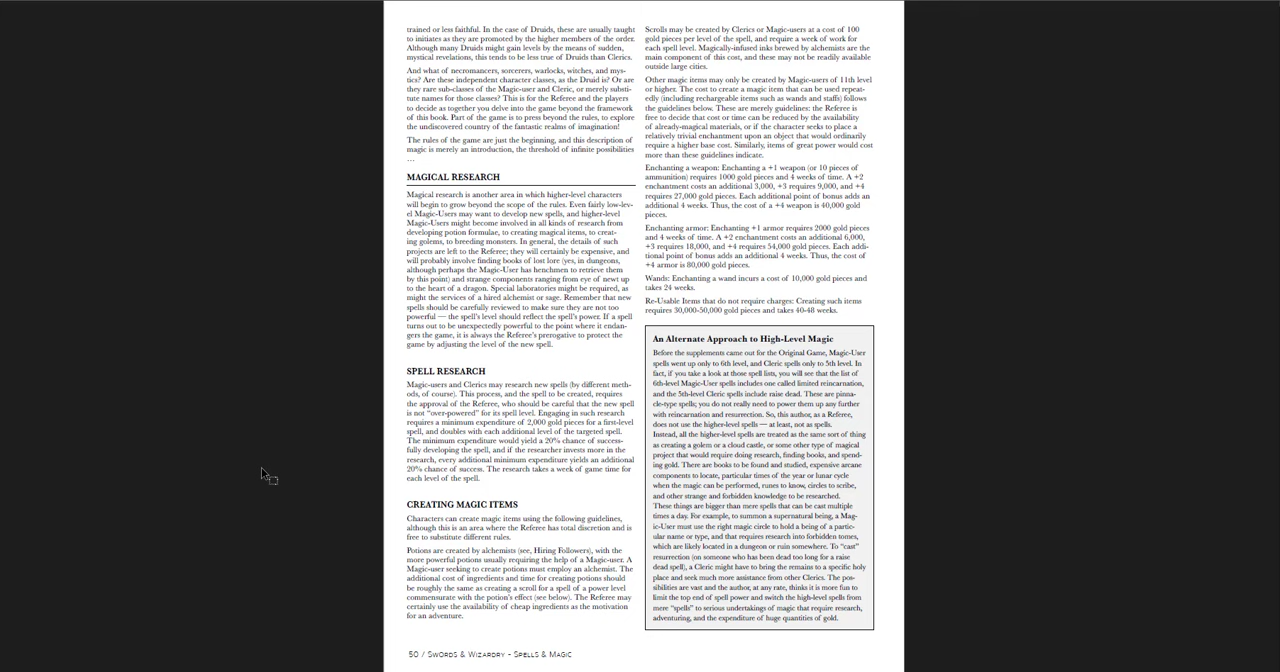 trained or less faithful. In the case of Druids, these are usually taught
to initiates as they are promoted by the higher members of the order.
Although many Druids might gain levels by the means of sudden,
mystical revelations, this tends to be less true of Druids than Clerics.
And what of necromancers, sorcerers, warlocks, witches, and mys-
tics? Are these independent character classes, as the Druid is? Or are
they rare sub-classes of the Magic-user and Cleric, or merely substi-
tute names for those classes? This is for the Referee and the players
to decide as together you delve into the game beyond the framework
of this book. Part of the game is to press beyond the rules, to explore
the undiscovered country of the fantastic realms of imagination!
The rules of the game are just the beginning, and this description of
magic is merely an introduction, the threshold of infinite possibilities
...
MAGICAL RESEARCH
Magical research is another area in which higher-level characters
will begin to grow beyond the scope of the rules. Even fairly low-lev-
el Magic-Users may want to develop new spells, and higher-level
Magic-Users might become involved in all kinds of research from
developing potion formulae, to creating magical items, to creat-
ing golems, to breeding monsters. In general, the details of such
projects are left to the Referee; they will certainly be expensive, and
will probably involve finding books of lost lore (yes, in dungeons,
although perhaps the Magic-User has henchmen to retrieve them
by this point) and strange components ranging from eye of newt up
to the heart of a dragon. Special laboratories might be required, as
might the services of a hired alchemist or sage. Remember that new
spells should be carefully reviewed to make sure they are not too
powerful — the spell's level should reflect the spell's power. If a spell
turns out to be unexpectedly powerful to the point where it endan-
gers the game, it is always the Referee's prerogative to protect the
game by adjusting the level of the new spell.
SPELL RESEARCH
Magic-users and Clerics may research new spells (by different meth-
ods, of course). This process, and the spell to be created, requires
the approval of the Referee, who should be careful that the new spell
is not "over-powered" for its spell level. Engaging in such research
requires a minimum expenditure of 2,000 gold pieces for a first-level
spell, and doubles with each additional level of the targeted spell.
The minimum expenditure would yield a 20% chance of success-
fully developing the spell, and if the researcher invests more in the
research, every additional minimum expenditure yields an additional
20% chance of success. The research takes a week of game time for
each level of the spell.
CREATING MAGIC ITEMS
Characters can create magic items using the following guidelines,
although this is an area where the Referee has total discretion and is
free to substitute different rules.
Potions are created by alchemists (see, Hiring Followers), with the
more powerful potions usually requiring the help of a Magic-user. A
Magic-user seeking to create potions must employ an alchemist. The
additional cost of ingredients and time for creating potions should
be roughly the same as creating a scroll for a spell of a power level
commensurate with the potion's effect (see below). The Referee may
certainly use the availability of cheap ingredients as the motivation
for an adventure.
Scrolls may be created by Clerics or Magic-users at a cost of 100
gold pieces per level of the spell, and require a week of work for
each spell level. Magically-infused inks brewed by alchemists are the
main component of this cost, and these may not be readily available
outside large cities.
Other magic items may only be created by Magic-users of 11th level
or higher. The cost to create a magic item that can be used repeat-
edly (including rechargeable items such as wands and staffs) follows
the guidelines below. These are merely guidelines: the Referee is
free to decide that cost or time can be reduced by the availability
of already-magical materials, or if the character seeks to place a
relatively trivial enchantment upon an object that would ordinarily
require a higher base cost. Similarly, items of great power would cost
more than these guidelines indicate.
Enchanting a weapon: Enchanting a +1 weapon (or 10 pieces of
ammunition) requires 1000 gold pieces and 4 weeks of time. A +2
enchantment costs an additional 3,000, +3 requires 9,000, and +4
requires 27,000 gold pieces. Each additional point of bonus adds an
additional 4 weeks. Thus, the cost of a +4 weapon is 40,000 gold
pieces.
Enchanting armor: Enchanting +1 armor requires 2000 gold pieces
and 4 weeks of time. A +2 enchantment costs an additional 6,000,
+3 requires 18,000, and +4 requires 54,000 gold pieces. Each addi-
tional point of bonus adds an additional 4 weeks. Thus, the cost of
+4 armor is 80,000 gold pieces.
Wands: Enchanting a wand incurs a cost of 10,000 gold pieces and
takes 24 weeks.
Re-Usable Items that do not require charges: Creating such items
requires 30,000-50,000 gold pieces and takes 40-48 weeks.
An Alternate Approach to High-Level Magic
Before the supplements came out for the Original Game, Magic-User
spells went up only to 6th level, and Cleric spells only to 5th level. In
fact, if you take a look at those spell lists, you will see that the list of
6th-level Magic-User spells includes one called limited reincarnation,
and the 5th-level Cleric spells include raise dead. These are pinna-
cle-type spells; you do not really need to power them up any further
with reincarnation and resurrection. So, this author, as a Referee,
does not use the higher-level spells — at least, not as spells.
Instead, all the higher-level spells are treated as the same sort of thing
as creating a golem or a cloud castle, or some other type of magical
project that would require doing research, finding books, and spend-
ing gold. There are books to be found and studied, expensive arcane
components to locate, particular times of the year or lunar cycle
when the magic can be performed, runes to know, circles to scribe,
and other strange and forbidden knowledge to be researched.
These things are bigger than mere spells that can be cast multiple
times a day. For example, to summon a supernatural being, a Mag-
ic-User must use the right magic circle to hold a being of a partic-
ular name or type, and that requires research into forbidden tomes,
which are likely located in a dungeon or ruin somewhere. To "cast"
resurrection (on someone who has been dead too long for a raise
dead spell), a Cleric might have to bring the remains to a specific holy
place and seek much more assistance from other Clerics. The pos-
sibilities are vast and the author, at any rate, thinks it is more fun to
limit the top end of spell power and switch the high-level spells from
mere "spells" to serious undertakings of magic that require research,
adventuring, and the expenditure of huge quantities of gold.
50 / SWORDS & WIZARDRY - SPELLS & MAGIC